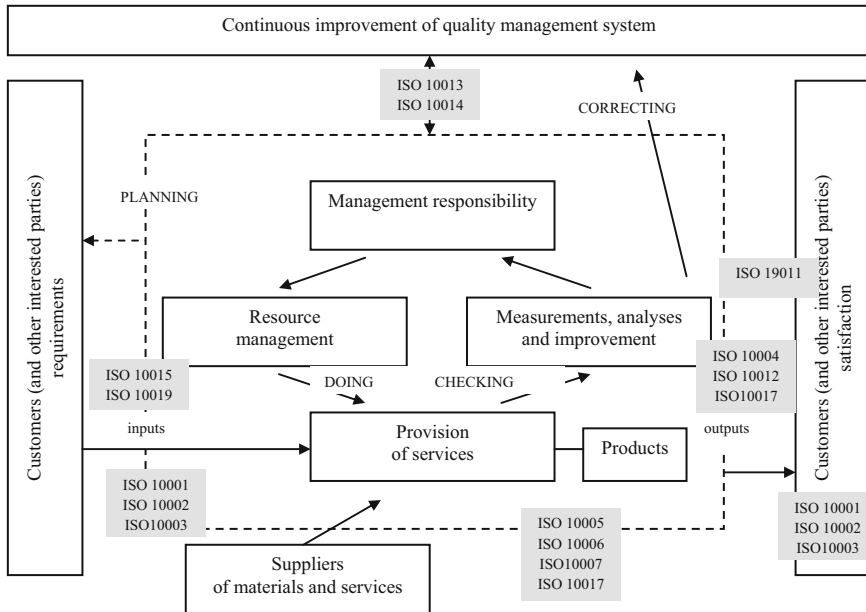 Continuous improvement of quality management system
ISO 10013
ISO 10014
CORRECTING
Customers (and other interested parties)
requirements
PLANNING
Management responsibility
Customers (and other interested parties)
satisfaction
ISO 19011
Resource
management
Measurements, analyses
and improvement
ISO 10015
ISO 10019
ISO 10004
ISO 10012
ISO10017
DOING
CHECKING
inputs
Provision
of services
Products
outputs
ISO 10001
ISO 10002
ISO10003
ISO 10005
ISO 10006
ISO10007
ISO 10017
ISO 10001
ISO 10002
ISO10003
Suppliers
of materials and services